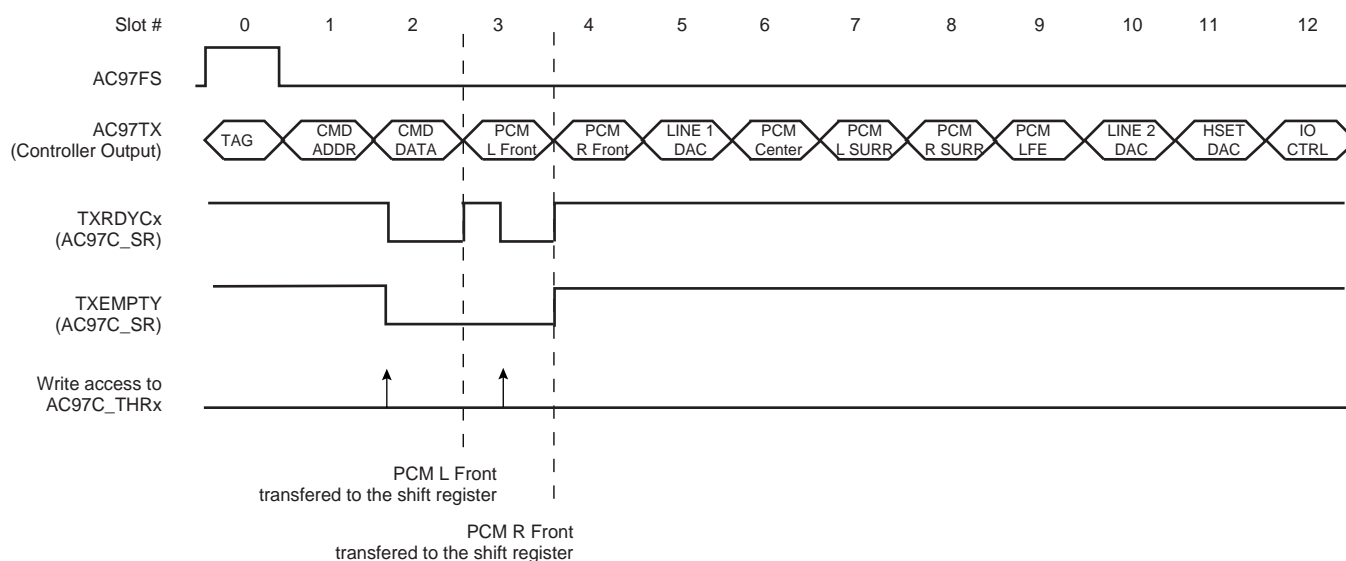 Slot # 0 1 2 3 4 5 6 7 8 9 10 11 12
AC97FS
AC97TX
(Controller Output)
TAG
CMD
ADDR
CMD
DATA
PCM
L Front
PCM
R Front
LINE 1
DAC
PCM
Center
PCM
L SURR
PCM
R SURR
PCM
LFE
LINE 2
DAC
HSET
DAC
IO
CTRL
TXRDYCx
(AC97C_SR)
TXEMPTY
(AC97C_SR)
Write access to
AC97C_THRx
PCM L Front
transfered to the shift register
PCM R Front
transfered to the shift register